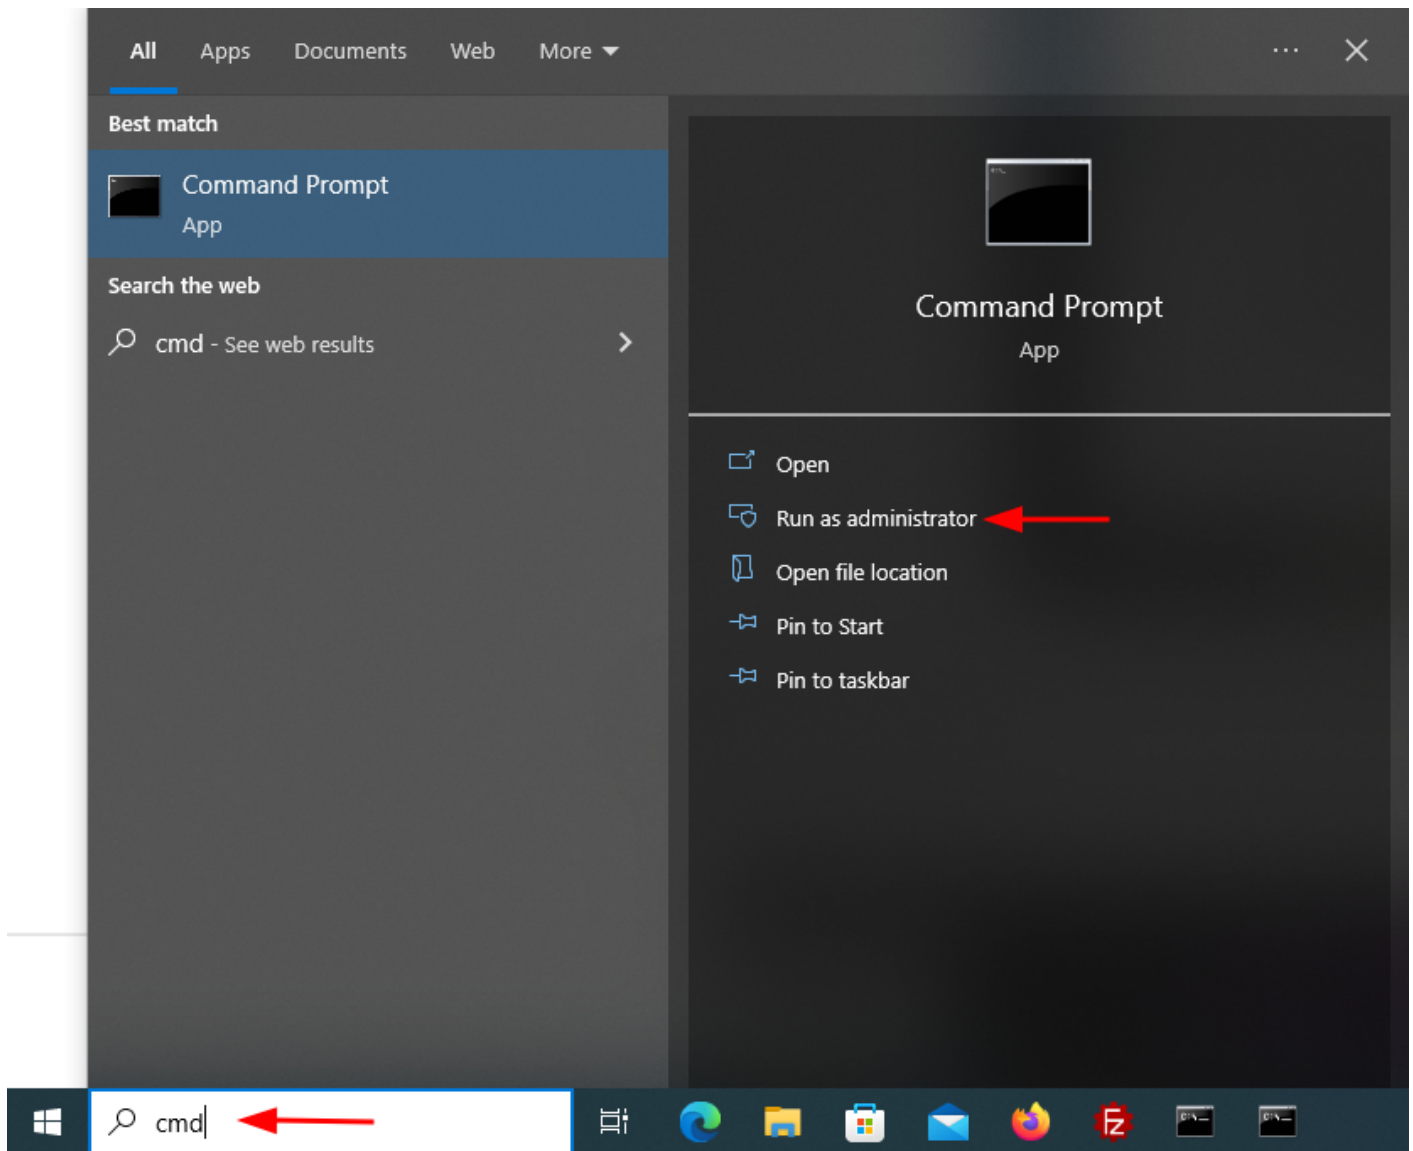 All Apps Documents Web More
Best match
Command Prompt
App
Search the web
cmd - See web results
Command Prompt
App
Open
Run as administrator
Open file location
Pin to Start
Pin to taskbar
cmd